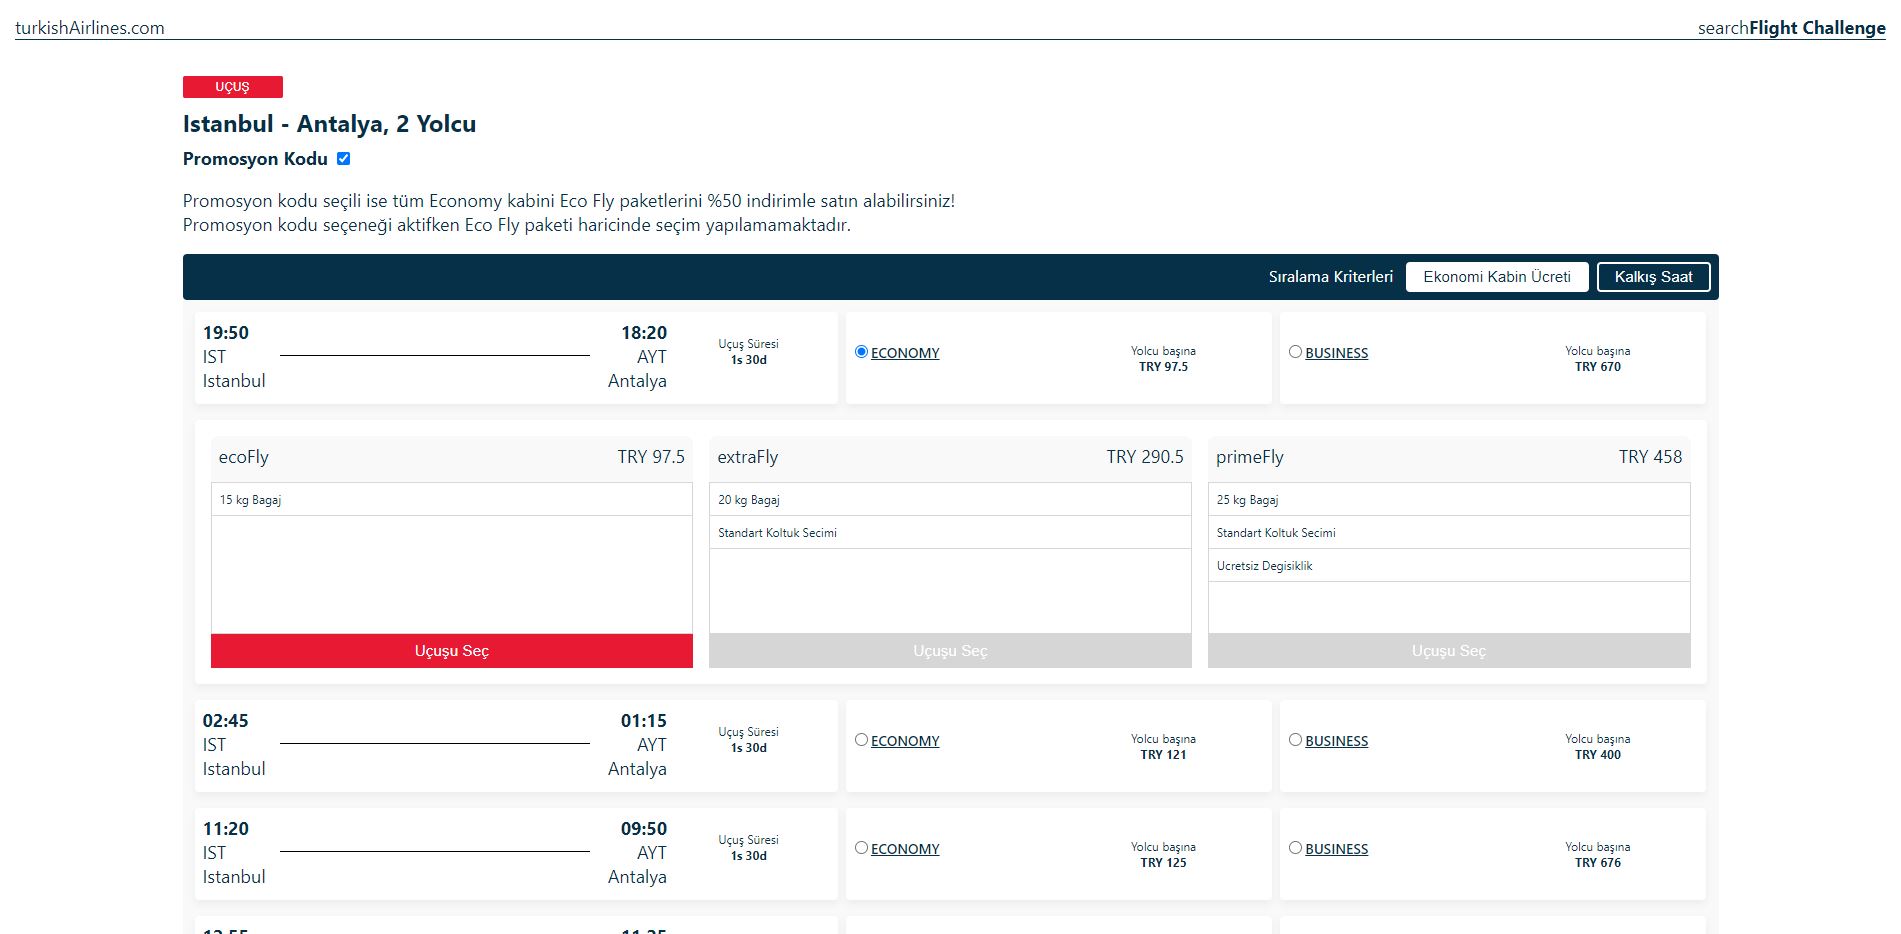 turkishAirlines.com
searchFlight Challenge
UÇUŞ
Istanbul - Antalya, 2 Yolcu
Promosyon Kodu
Promosyon kodu seçili ise tüm Economy kabini Eco Fly paketlerini %50 indirimle satın alabilirsiniz!
Promosyon kodu seçeneği aktifken Eco Fly paketi haricinde seçim yapılamamaktadır.
Sıralama Kriterleri Ekonomi Kabin Ücreti Kalkış Saat
19:50 18:20
IST AYT
Istanbul Antalya
Uçuş Süresi
1s 30d
ECONOMY
Yolcu başına
TRY 97.5
BUSINESS
Yolcu başına
TRY 670
ecoFly TRY 97.5
15 kg Bagaj
Uçuşu Seç
extraFly TRY 290.5
20 kg Bagaj
Standart Koltuk Secimi
Uçuşu Seç
primeFly TRY 458
25 kg Bagaj
Standart Koltuk Secimi
Ucretsiz Degisiklik
Uçuşu Seç
02:45 01:15
IST AYT
Istanbul Antalya
Uçuş Süresi
1s 30d
ECONOMY
Yolcu başına
TRY 121
BUSINESS
Yolcu başına
TRY 400
11:20 09:50
IST AYT
Istanbul Antalya
Uçuş Süresi
1s 30d
ECONOMY
Yolcu başına
TRY 125
BUSINESS
Yolcu başına
TRY 676